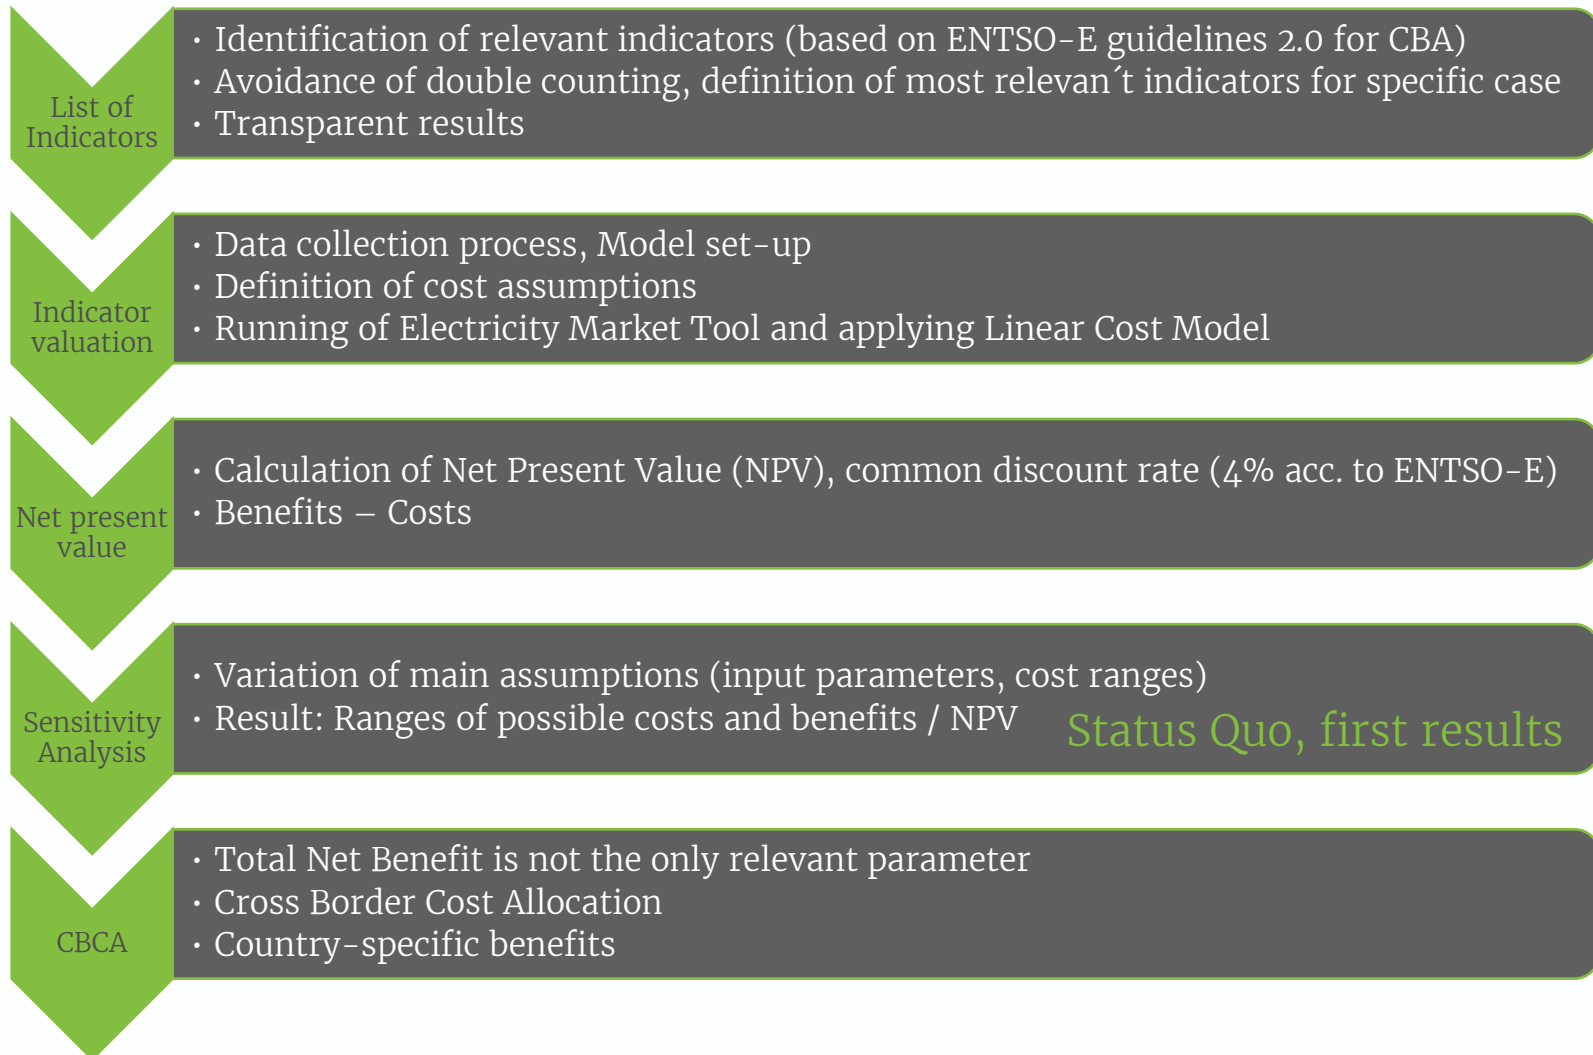 List of
Indicators
· Identification of relevant indicators (based on ENTSO-E guidelines 2.0 for CBA)
· Avoidance of double counting, definition of most relevan´t indicators for specific case
· Transparent results
Indicator
valuation
· Data collection process, Model set-up
· Definition of cost assumptions
· Running of Electricity Market Tool and applying Linear Cost Model
Net present
value
· Calculation of Net Present Value (NPV), common discount rate (4% acc. to ENTSO-E)
· Benefits – Costs
Sensitivity
Analysis
· Variation of main assumptions (input parameters, cost ranges)
· Result: Ranges of possible costs and benefits / NPV
Status Quo, first results
CBCA
· Total Net Benefit is not the only relevant parameter
· Cross Border Cost Allocation
· Country-specific benefits